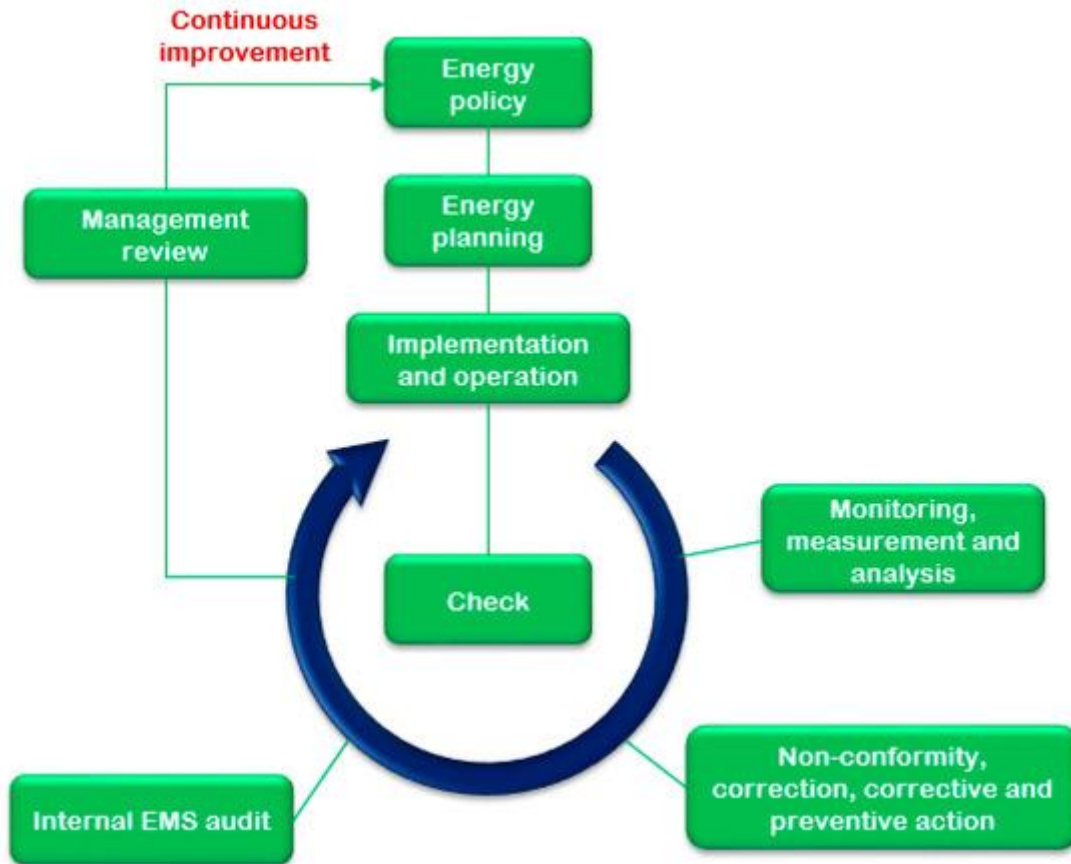 Continuous
improvement
Energy
policy
Management
review
Energy
planning
Implementation
and operation
Monitoring,
measurement and
analysis
Check
Non-conformity,
correction, corrective and
preventive action
Internal EMS audit